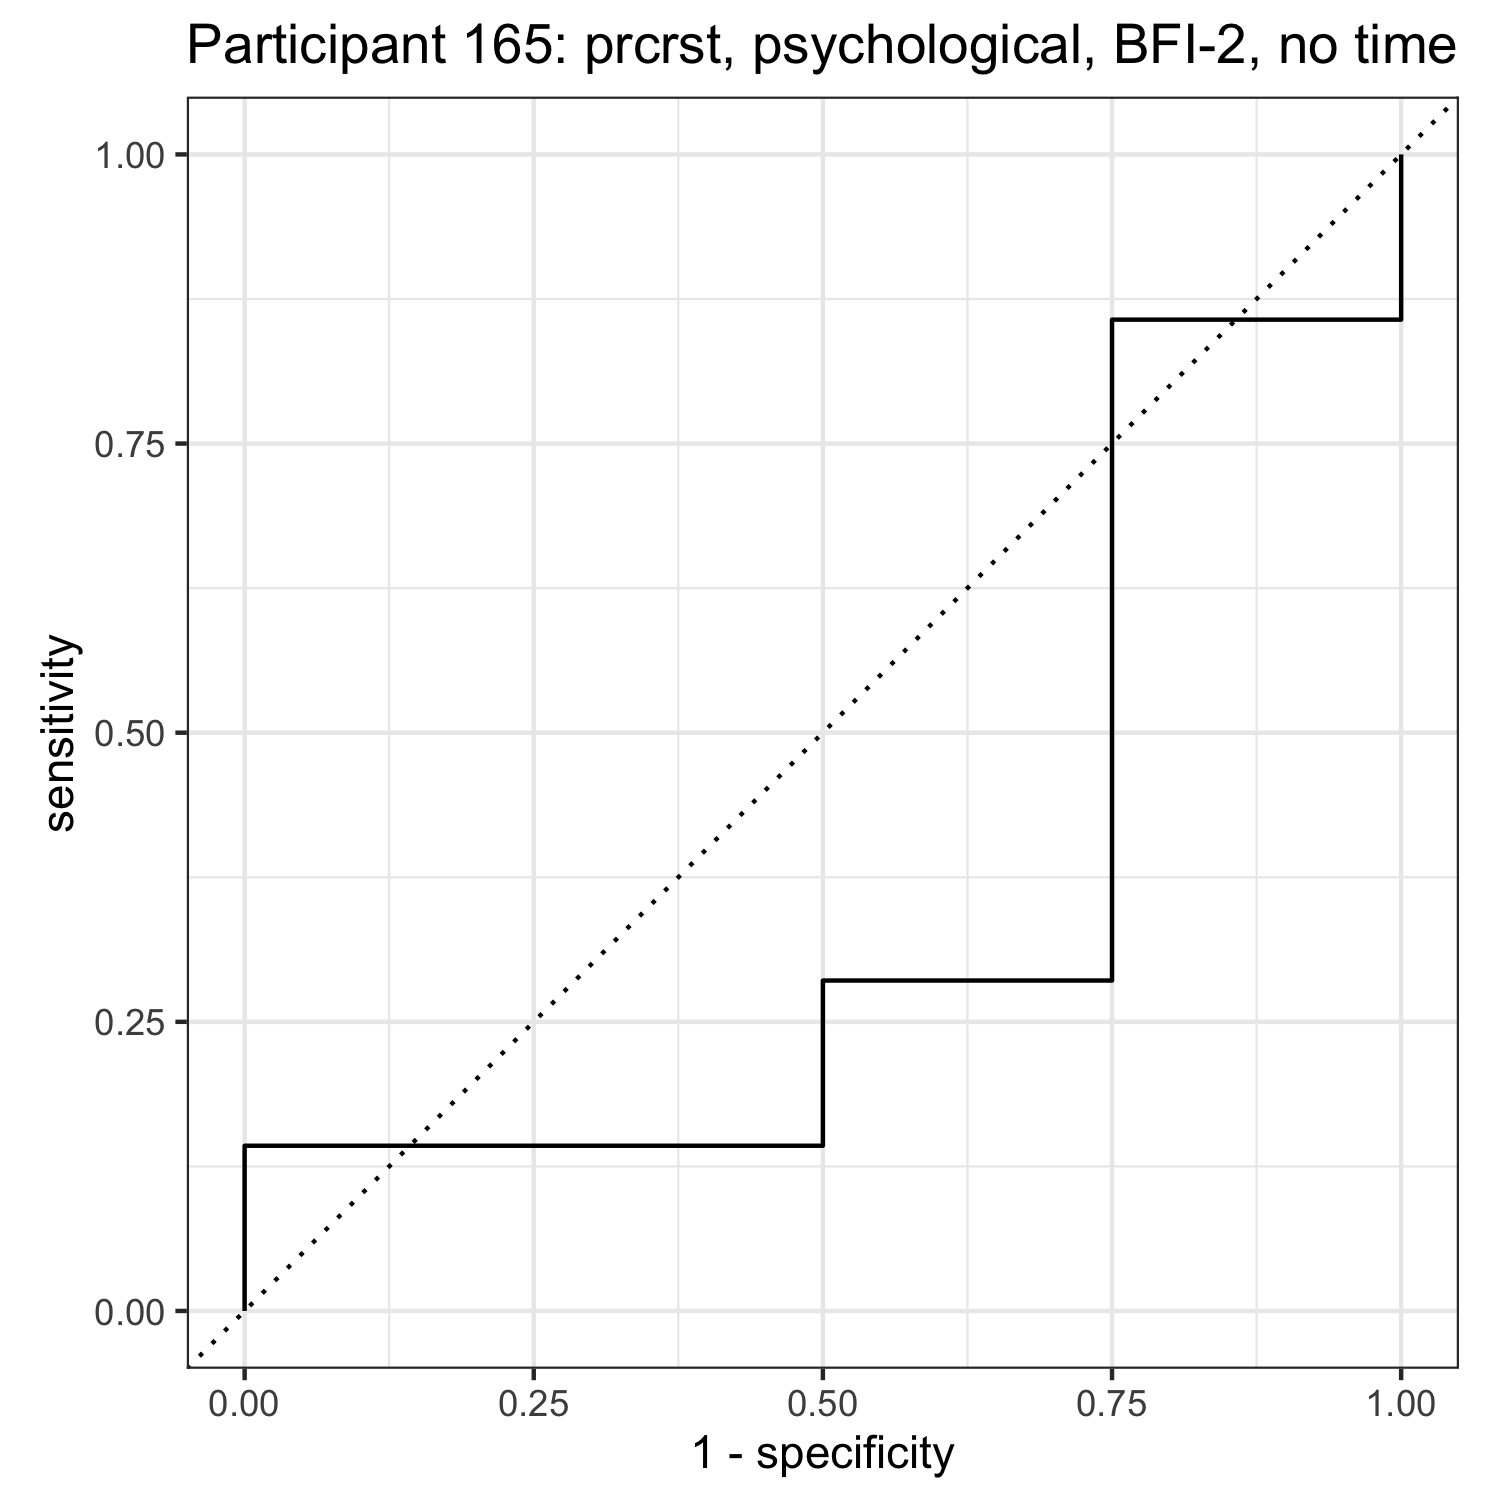 Participant 165: prcrst, psychological, BFI-2, no time
1.00
0.75
0.50
0.25
0.00
sensitivity
0.00 0.25 0.50 0.75 1.00
1 - specificity